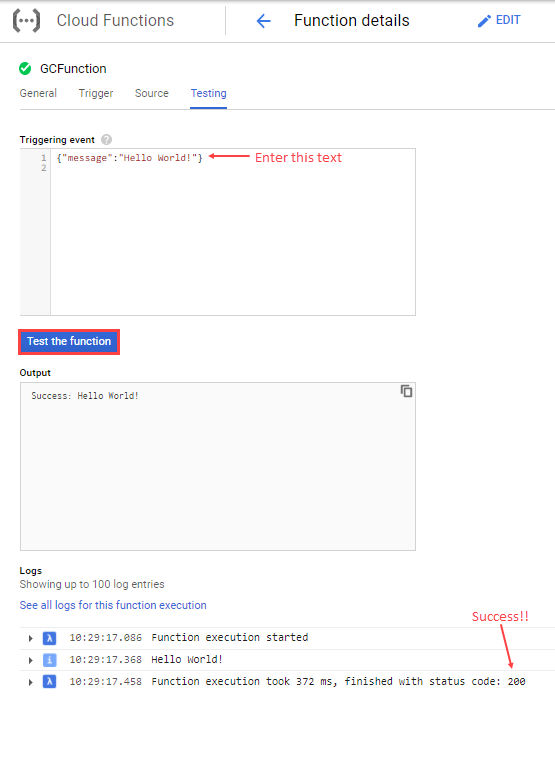 Cloud Functions Function details EDIT
GCFunction
General Trigger Source Testing
Triggering event ?
1 {"message":"Hello World!"} Enter this text
2
Test the function
Output
Success: Hello World!
Logs
Showing up to 100 log entries
See all logs for this function execution
Success!!
λ 10:29:17.086 Function execution started
i 10:29:17.368 Hello World!
λ 10:29:17.458 Function execution took 372 ms, finished with status code: 200